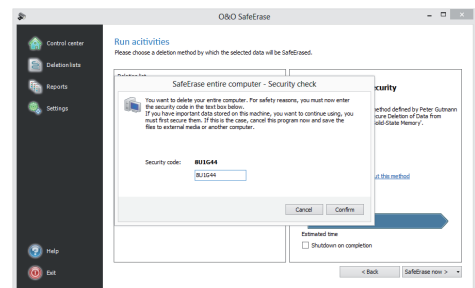 O&O SafeErase
Control center
Deletion lists
Reports
Settings
Help
Exit
Run acitivities
Please choose a deletion method by which the selected data will be SafeErased.
SafeErase entire computer - Security check
You want to delete your entire computer. For safety reasons, you must now enter
the security code in the text box below.
If you have important data stored on this machine, you want to continue using, you
must first secure them. If this is the case, cancel this program now and save the
files to external media or another computer.
Security code: 8U1G44
8U1G44
Cancel Confirm
ecurity
ethod defined by Peter Gutmann
cure Deletion of Data from
olid-State Memory'.
ut this method
Estimated time
Shutdown on completion
< Back SafeErase now >